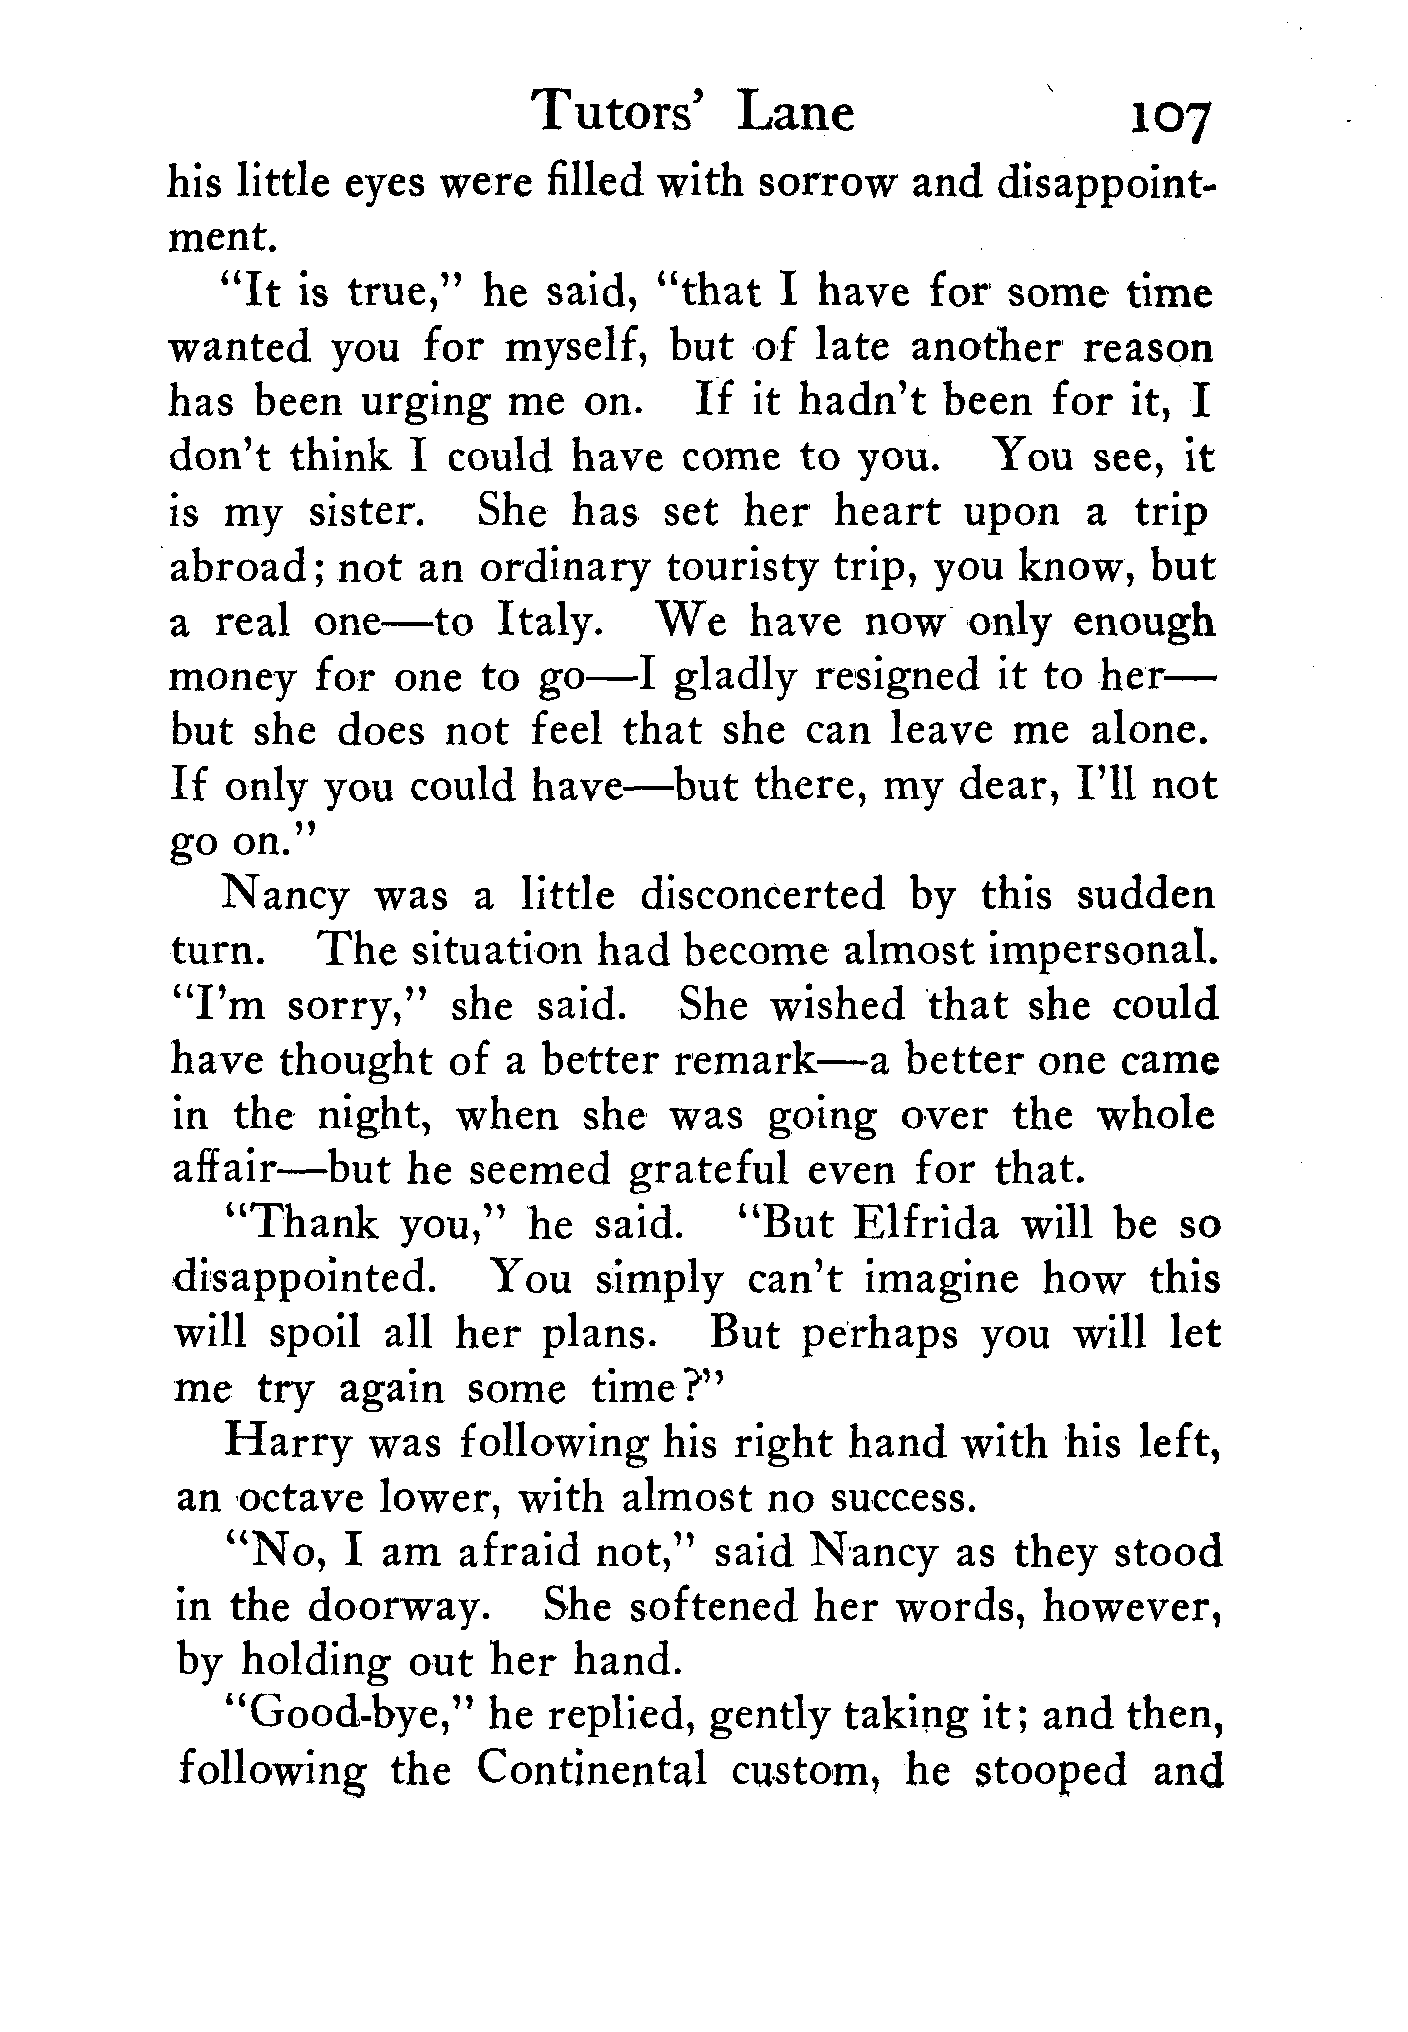 Tutors' Lane 107
his little eyes were filled with sorrow and disappoint-
ment.
"It is true," he said, "that I have for some time
wanted you for myself, but of late another reason
has been urging me on. If it hadn't been for it, I
don't think I could have come to you. You see, it
is my sister. She has set her heart upon a trip
abroad; not an ordinary touristy trip, you know, but
a real one—to Italy. We have now only enough
money for one to go—I gladly resigned it to her—
but she does not feel that she can leave me alone.
If only you could have—but there, my dear, I'll not
go on."
Nancy was a little disconcerted by this sudden
turn. The situation had become almost impersonal.
"I'm sorry," she said. She wished that she could
have thought of a better remark—a better one came
in the night, when she was going over the whole
affair—but he seemed grateful even for that.
"Thank you," he said. "But Elfrida will be so
disappointed. You simply can't imagine how this
will spoil all her plans. But perhaps you will let
me try again some time?"
Harry was following his right hand with his left,
an octave lower, with almost no success.
"No, I am afraid not," said Nancy as they stood
in the doorway. She softened her words, however,
by holding out her hand.
"Good-bye," he replied, gently taking it; and then,
following the Continental custom, he stooped and